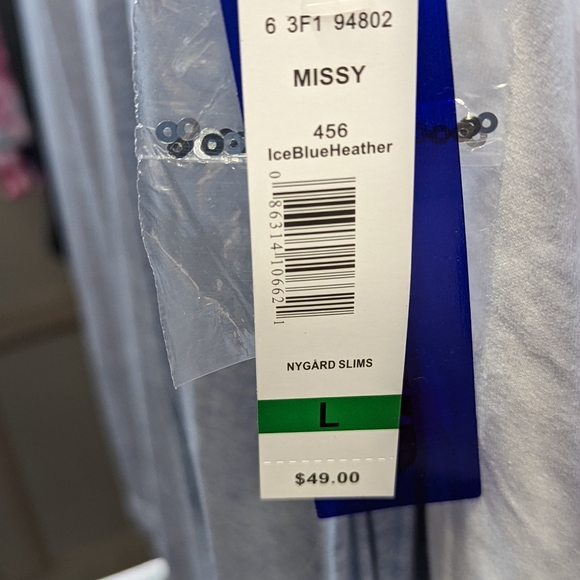 6 3F1 94802
MISSY
456
IceBlueHeather
0 86314 10662 1
NYGÅRD SLIMS
L
$49.00